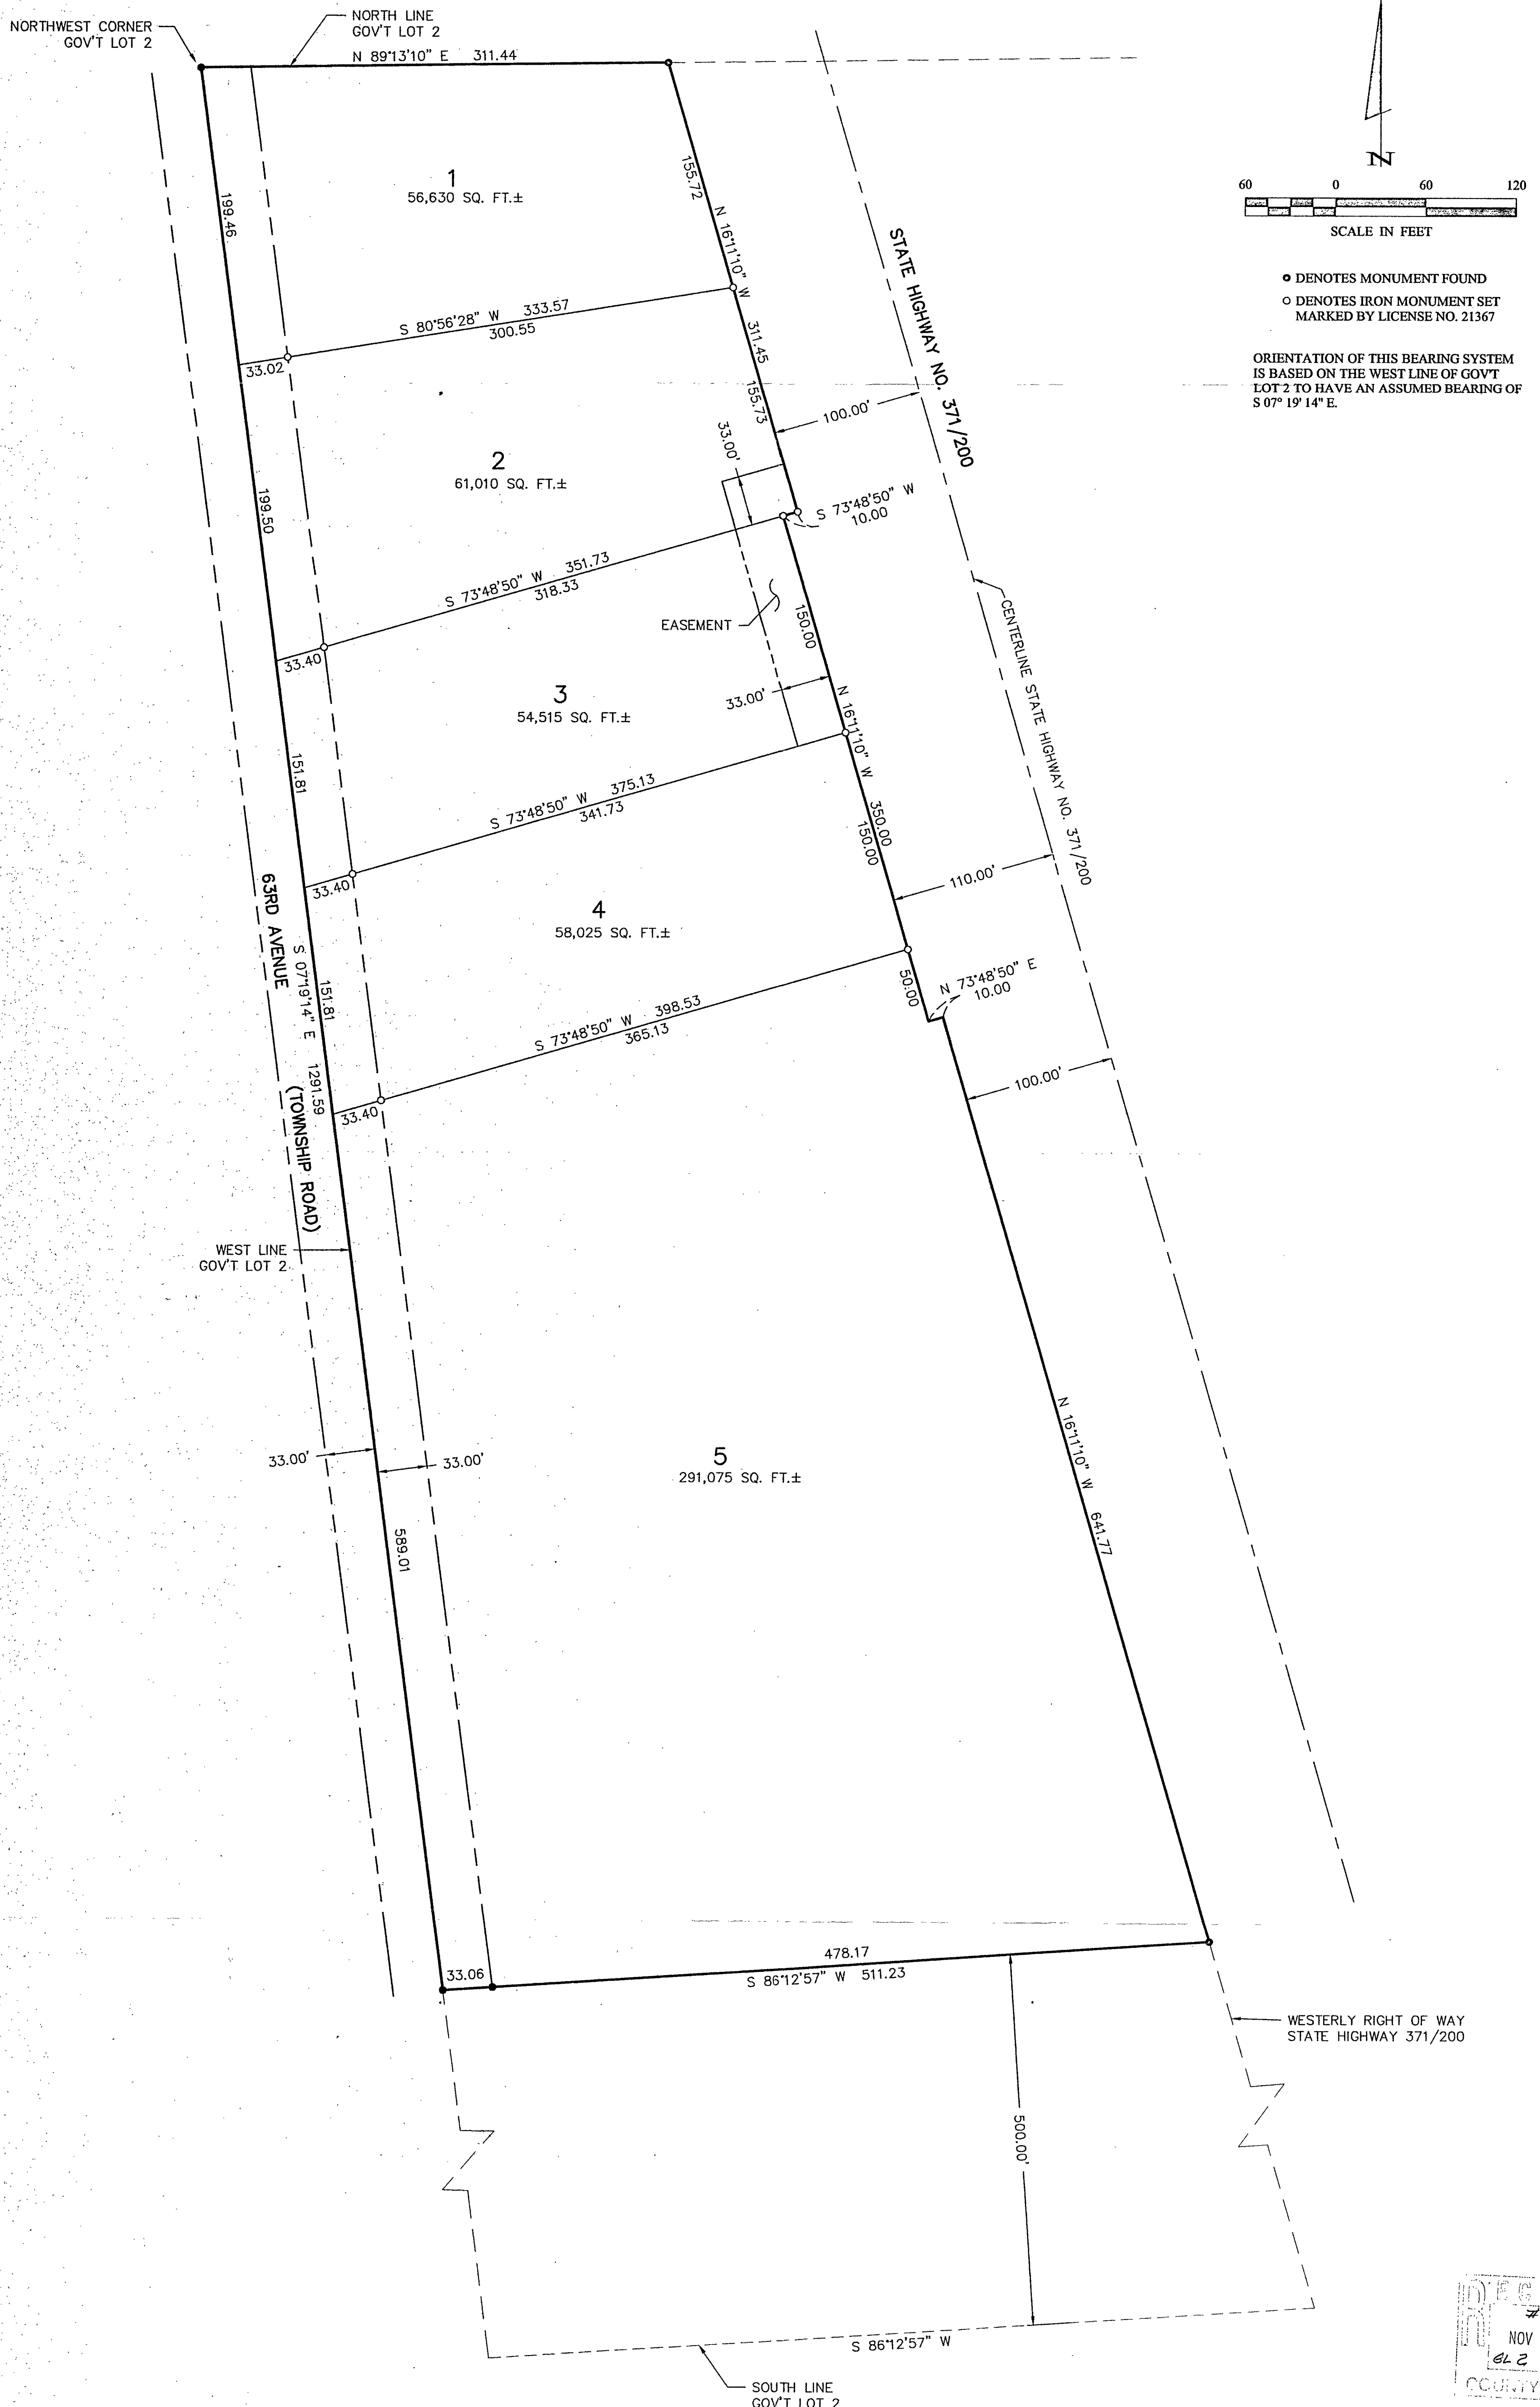 NORTHWEST CORNER
GOV'T LOT 2
NORTH LINE
GOV'T LOT 2
N 89°13'10" E 311.44
N
60 0 60 120
SCALE IN FEET
DENOTES MONUMENT FOUND
DENOTES IRON MONUMENT SET
MARKED BY LICENSE NO. 21367
ORIENTATION OF THIS BEARING SYSTEM
IS BASED ON THE WEST LINE OF GOV'T
LOT 2 TO HAVE AN ASSUMED BEARING OF
S 07° 19' 14" E.
1
56,630 SQ. FT.±
199.46
155.72
N 16°11'10" W
311.45
155.73
STATE HIGHWAY NO. 371/200
S 80°56'28" W 333.57
300.55
33.02
100.00'
33.00'
2
61,010 SQ. FT.±
199.50
S 73°48'50" W
10.00
S 73°48'50" W 351.73
318.33
33.40
EASEMENT
150.00
CENTERLINE STATE HIGHWAY NO. 371/200
3
54,515 SQ. FT.±
33.00'
N 16°11'10" W
350.00
150.00
151.81
S 73°48'50" W 375.13
341.73
33.40
110.00'
4
58,025 SQ. FT.±
63RD AVENUE
(TOWNSHIP ROAD)
S 07°19'14" E 1291.59
151.81
50.00
N 73°48'50" E
10.00
S 73°48'50" W 398.53
365.13
33.40
100.00'
WEST LINE
GOV'T LOT 2
N 16°11'10" W 641.77
5
291,075 SQ. FT.±
33.00'
33.00'
589.01
478.17
33.06
S 86°12'57" W 511.23
WESTERLY RIGHT OF WAY
STATE HIGHWAY 371/200
500.00'
S 86°12'57" W
SOUTH LINE
GOV'T LOT 2
#
NOV
GL 2
COUNTY